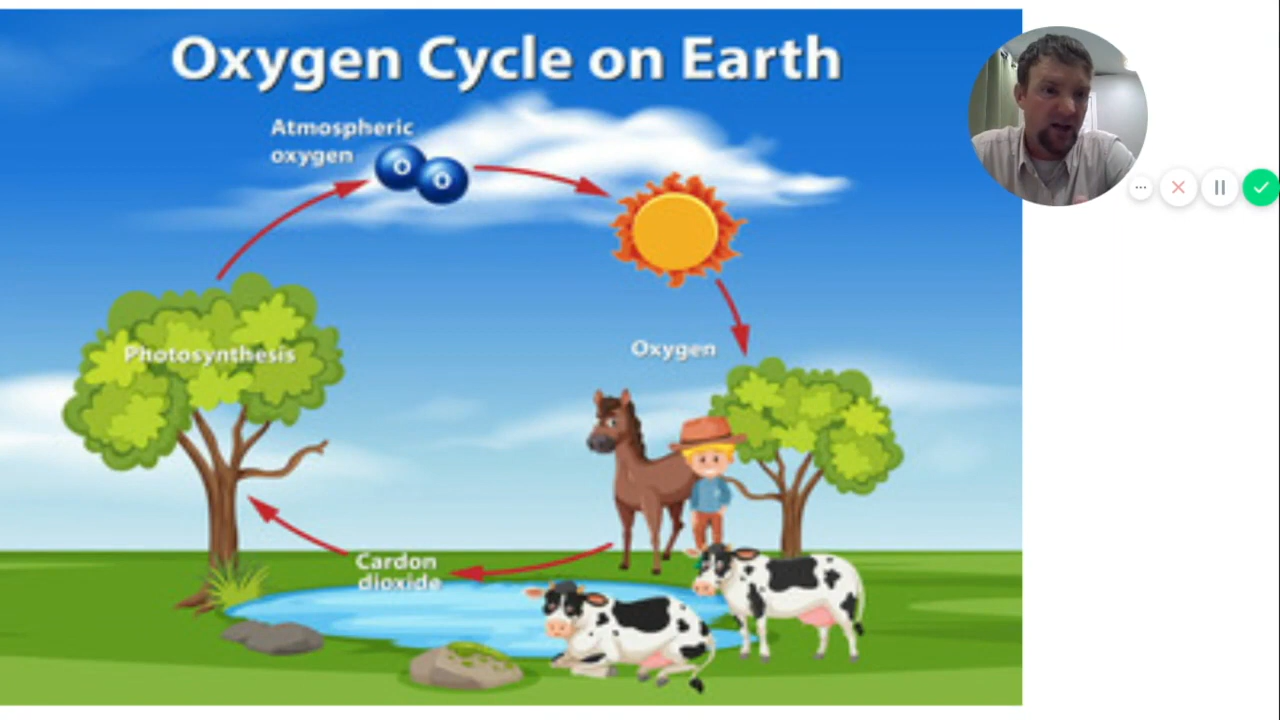 Oxygen Cycle on Earth
Atmospheric
oxygen
O
O
Photosynthesis
Oxygen
Cardon
dioxide